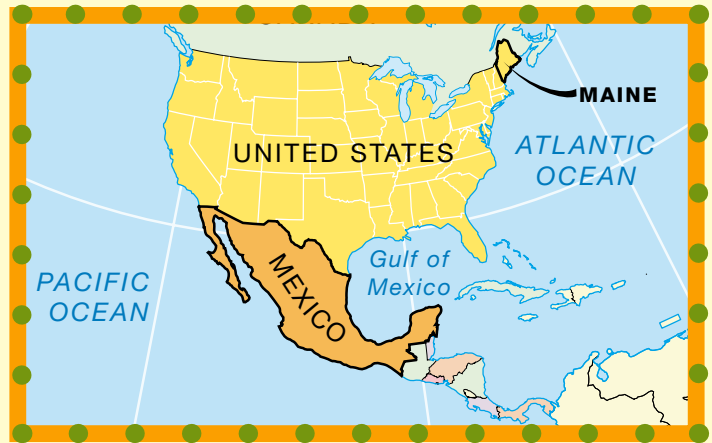 MAINE
UNITED STATES
ATLANTIC
OCEAN
Gulf of
Mexico
MEXICO
PACIFIC
OCEAN